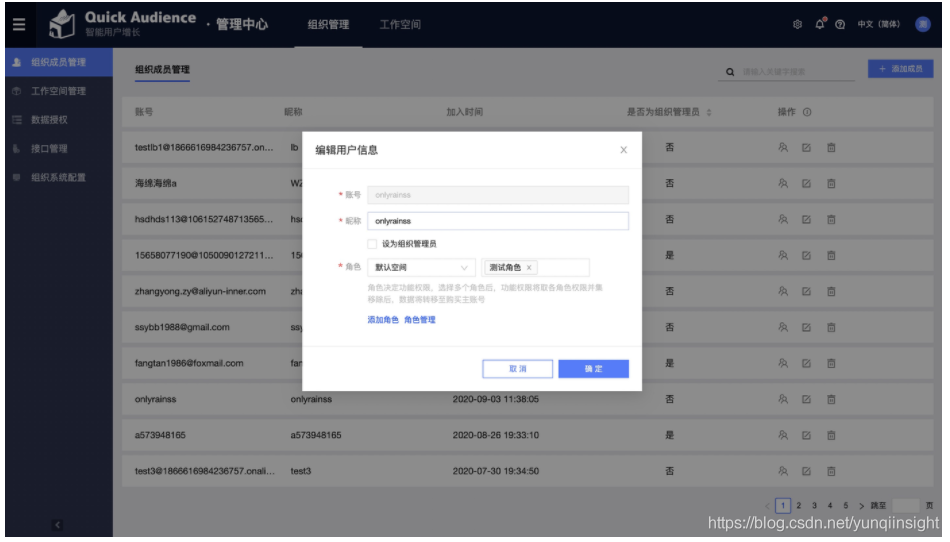 Quick Audience · 管理中心
智能用户增长
组织管理 工作空间
中文（简体）
组织成员管理
工作空间管理
数据授权
接口管理
组织系统配置
组织成员管理
请输入关键字搜索
+ 添加成员
账号 昵称 加入时间 是否为组织管理员 操作
testlb1@1866616984236757.on... lb 否
海绵海绵a WZ 否
hsdhds113@106152748713565... hsd 否
15658077190@1050090127211... 156 是
zhangyong.zy@aliyun-inner.com zha 否
ssybb1988@gmail.com ssy 否
fangtan1986@foxmail.com fan 是
onlyrainss onlyrainss 2020-09-03 11:38:05 否
a573948165 a573948165 2020-08-26 19:33:10 是
test3@1866616984236757.onali... test3 2020-07-30 19:34:50 否
编辑用户信息
* 账号 onlyrainss
* 昵称 onlyrainss
设为组织管理员
* 角色 默认空间 测试角色 ×
角色决定功能权限，选择多个角色后，功能权限将取各角色权限并集
移除后，数据将转移至购买主账号
添加角色 角色管理
取 消 确 定
< 1 2 3 4 5 > 跳至 页
https://blog.csdn.net/yunqiinsight